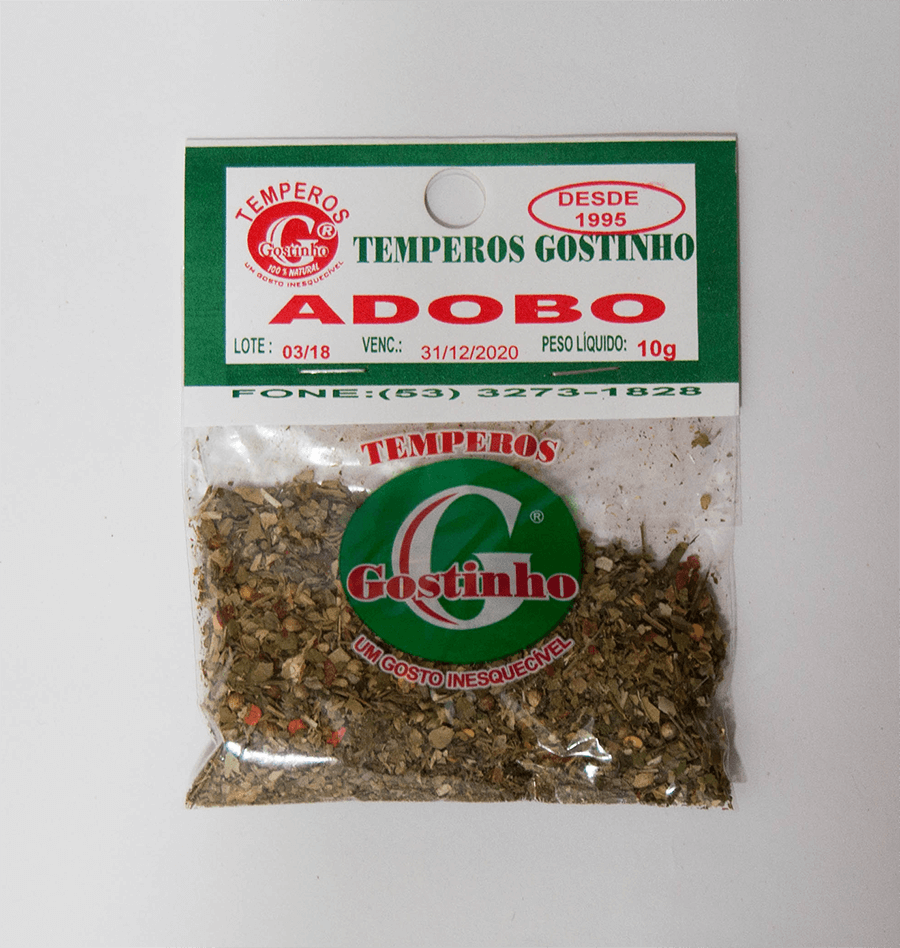 TEMPEROS
Gostinho ®
100% NATURAL
UM GOSTO INESQUECÍVEL
DESDE
1995
TEMPEROS GOSTINHO
ADOBO
LOTE: 03/18 VENC.: 31/12/2020 PESO LÍQUIDO: 10g
FONE:(53) 3273-1828
TEMPEROS
G ®
Gostinho
UM GOSTO INESQUECÍVEL